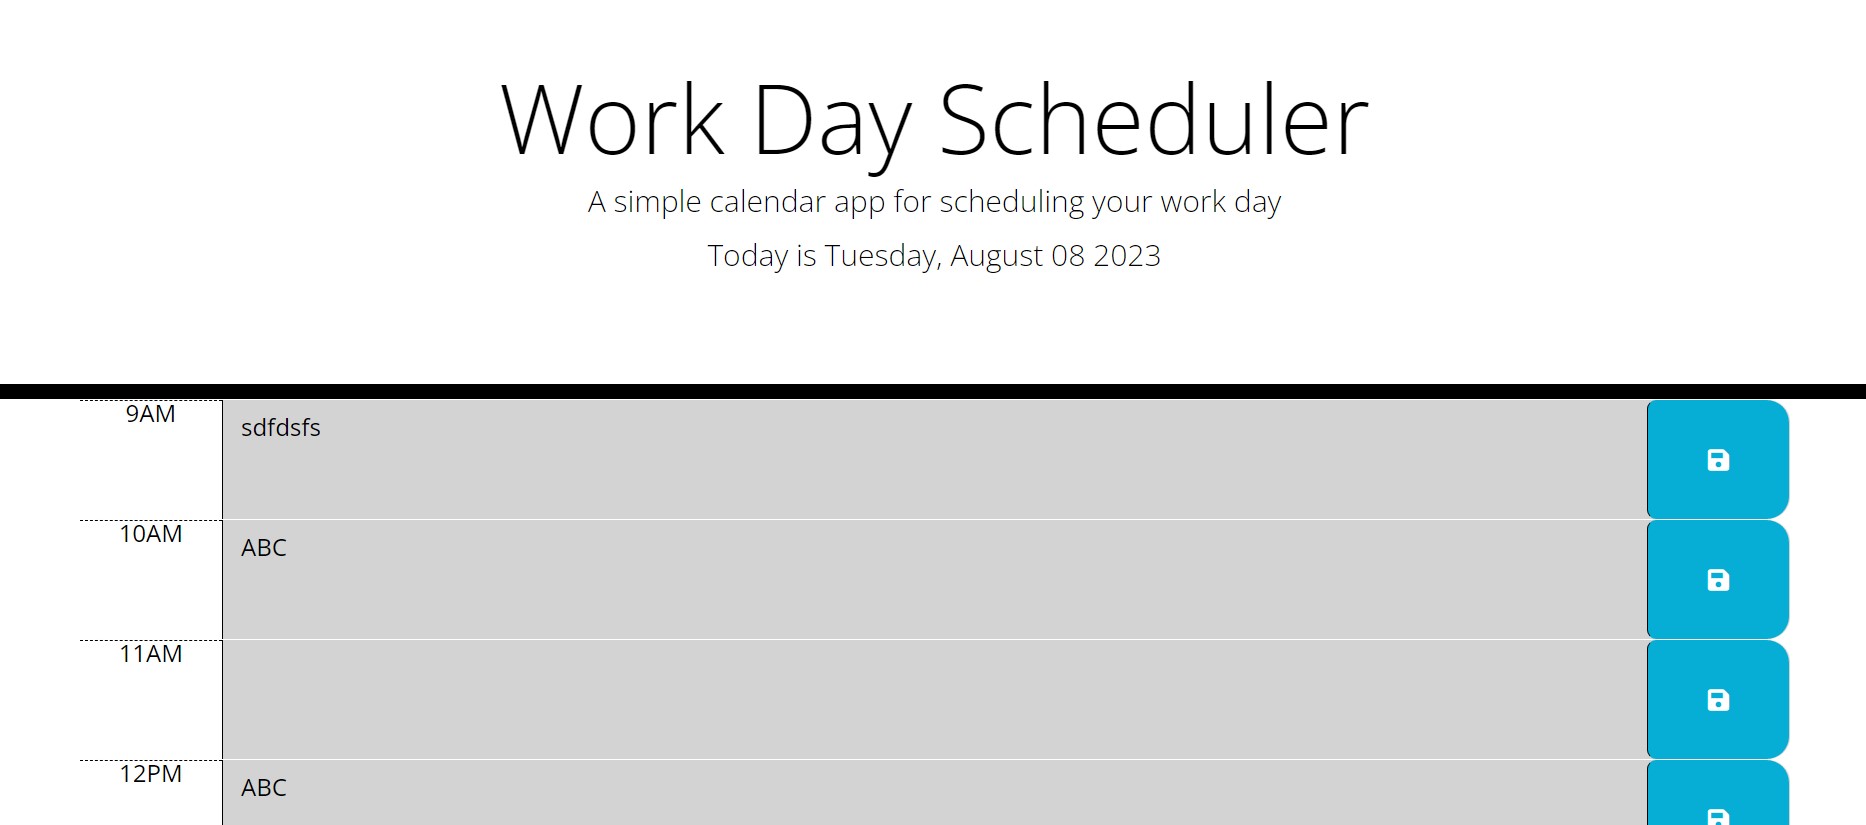 Work Day Scheduler
A simple calendar app for scheduling your work day
Today is Tuesday, August 08 2023
9AM
sdfdsfs
10AM
ABC
11AM
12PM
ABC